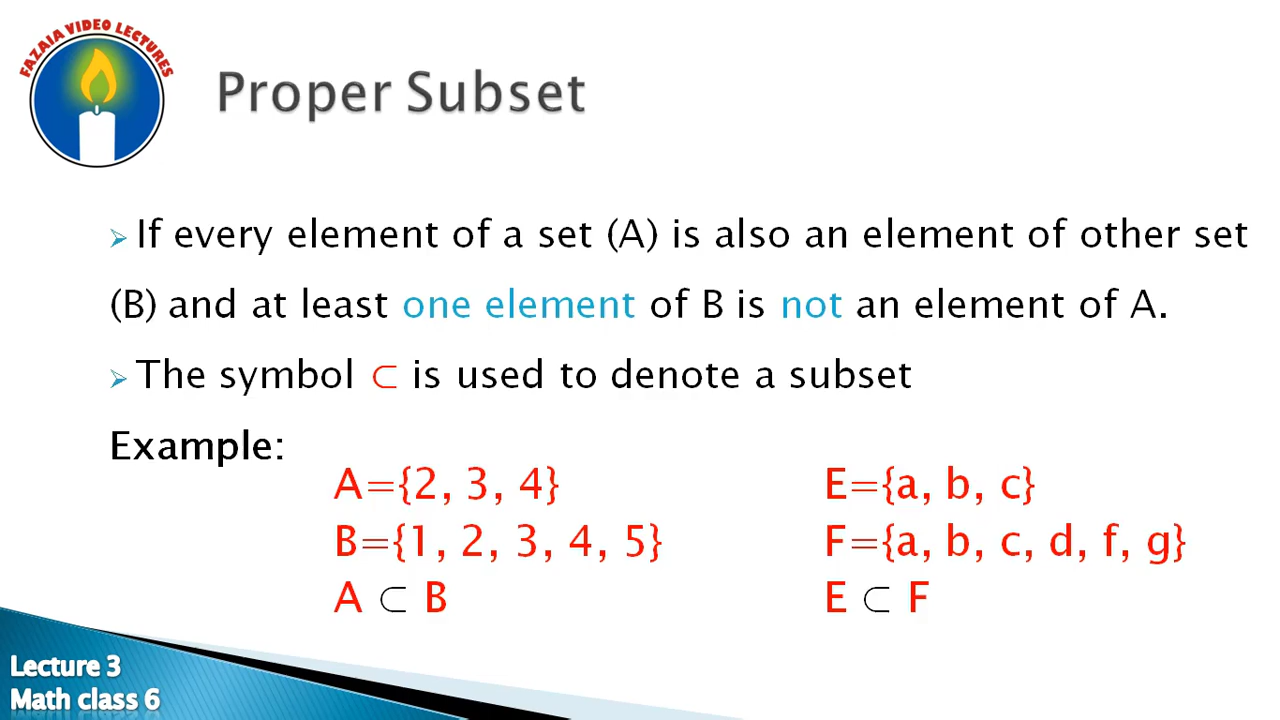 FAZAIA VIDEO LECTURES
Proper Subset
➢ If every element of a set (A) is also an element of other set
(B) and at least one element of B is not an element of A.
➢ The symbol ⊂ is used to denote a subset
Example:
A={2, 3, 4}
B={1, 2, 3, 4, 5}
A ⊂ B
E={a, b, c}
F={a, b, c, d, f, g}
E ⊂ F
Lecture 3
Math class 6